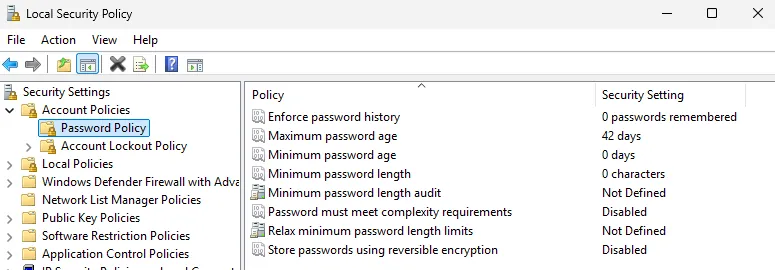 Local Security Policy
File Action View Help
Security Settings
Account Policies
Password Policy
Account Lockout Policy
Local Policies
Windows Defender Firewall with Adva
Network List Manager Policies
Public Key Policies
Software Restriction Policies
Application Control Policies
Policy Security Setting
Enforce password history 0 passwords remembered
Maximum password age 42 days
Minimum password age 0 days
Minimum password length 0 characters
Minimum password length audit Not Defined
Password must meet complexity requirements Disabled
Relax minimum password length limits Not Defined
Store passwords using reversible encryption Disabled